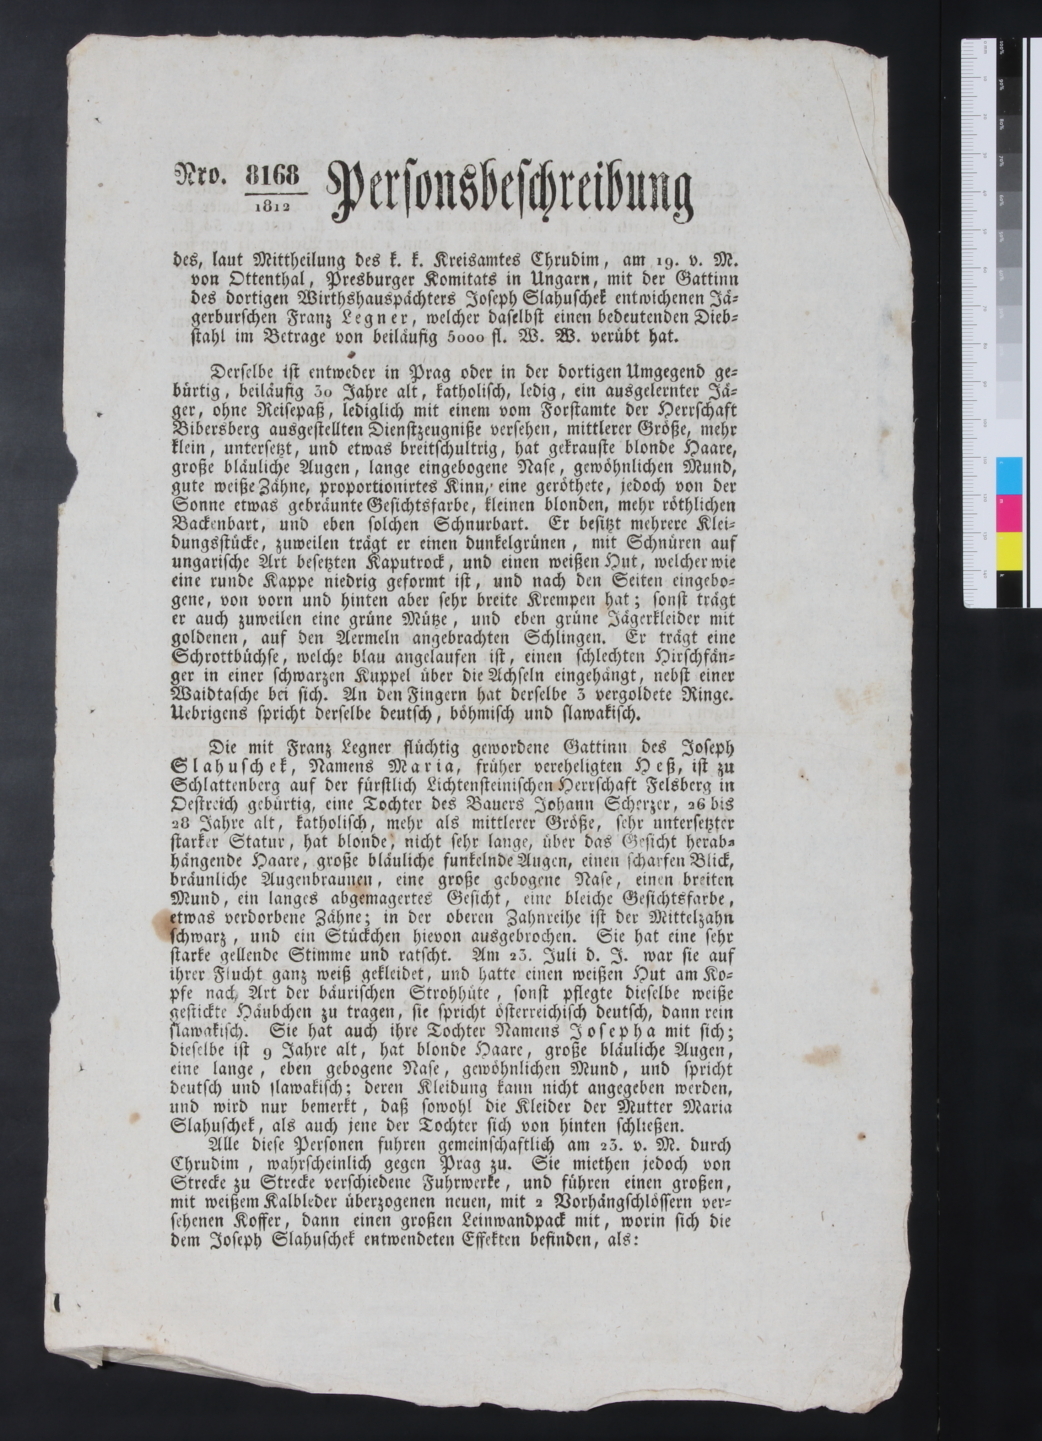 Nro. 8168/1812 Personsbeschreibung
des, laut Mittheilung des k. k. Kreisamtes Chrudim, am 19. v. M.
von Ottenthal, Presburger Komitats in Ungarn, mit der Gattinn
des dortigen Wirthshauspächters Joseph Slahuschek entwichenen Jä-
gerburschen Franz Legner, welcher daselbst einen bedeutenden Dieb-
stahl im Betrage von beiläufig 5000 fl. W. W. verübt hat.
Derselbe ist entweder in Prag oder in der dortigen Umgegend ge-
bürtig, beiläufig 30 Jahre alt, katholisch, ledig, ein ausgelernter Jä-
ger, ohne Reisepaß, lediglich mit einem vom Forstamte der Herrschaft
Bibersberg ausgestellten Dienstzeugniße versehen, mittlerer Größe, mehr
klein, untersetzt, und etwas breitschultrig, hat gekrauste blonde Haare,
große bläuliche Augen, lange eingebogene Nase, gewöhnlichen Mund,
gute weiße Zähne, proportionirtes Kinn, eine geröthete, jedoch von der
Sonne etwas gebräunte Gesichtsfarbe, kleinen blonden, mehr röthlichen
Backenbart, und eben solchen Schnurbart. Er besitzt mehrere Klei-
dungsstücke, zuweilen trägt er einen dunkelgrünen, mit Schnüren auf
ungarische Art besetzten Kaputrock, und einen weißen Hut, welcher wie
eine runde Kappe niedrig geformt ist, und nach den Seiten eingebo-
gene, von vorn und hinten aber sehr breite Krempen hat; sonst trägt
er auch zuweilen eine grüne Mütze, und eben grüne Jägerkleider mit
goldenen, auf den Aermeln angebrachten Schlingen. Er trägt eine
Schrottbüchse, welche blau angelaufen ist, einen schlechten Hirschfän-
ger in einer schwarzen Kuppel über die Achseln eingehängt, nebst einer
Waidtasche bei sich. An den Fingern hat derselbe 3 vergoldete Ringe.
Uebrigens spricht derselbe deutsch, böhmisch und slawakisch.
Die mit Franz Legner flüchtig gewordene Gattinn des Joseph
Slahuschek, Namens Maria, früher vereheligten Heß, ist zu
Schlattenberg auf der fürstlich Lichtensteinischen Herrschaft Felsberg in
Oestreich gebürtig, eine Tochter des Bauers Johann Scherzer, 26 bis
28 Jahre alt, katholisch, mehr als mittlerer Größe, sehr untersetzter
starker Statur, hat blonde, nicht sehr lange, über das Gesicht herab-
hängende Haare, große bläuliche funkelnde Augen, einen scharfen Blick,
bräunliche Augenbraunen, eine große gebogene Nase, einen breiten
Mund, ein langes abgemagertes Gesicht, eine bleiche Gesichtsfarbe,
etwas verdorbene Zähne; in der oberen Zahnreihe ist der Mittelzahn
schwarz, und ein Stückchen hievon ausgebrochen. Sie hat eine sehr
starke gellende Stimme und ratscht. Am 23. Juli d. J. war sie auf
ihrer Flucht ganz weiß gekleidet, und hatte einen weißen Hut am Ko-
pfe nach Art der bäurischen Strohhüte, sonst pflegte dieselbe weiße
gestickte Häubchen zu tragen, sie spricht österreichisch deutsch, dann rein
slawakisch. Sie hat auch ihre Tochter Namens Josepha mit sich;
dieselbe ist 9 Jahre alt, hat blonde Haare, große bläuliche Augen,
eine lange, eben gebogene Nase, gewöhnlichen Mund, und spricht
deutsch und slawakisch; deren Kleidung kann nicht angegeben werden,
und wird nur bemerkt, daß sowohl die Kleider der Mutter Maria
Slahuschek, als auch jene der Tochter sich von hinten schließen.
Alle diese Personen fuhren gemeinschaftlich am 23. v. M. durch
Chrudim, wahrscheinlich gegen Prag zu. Sie miethen jedoch von
Strecke zu Strecke verschiedene Fuhrwerke, und führen einen großen,
mit weißem Kalbleder überzogenen neuen, mit 2 Vorhängschlössern ver-
sehenen Koffer, dann einen großen Leinwandpack mit, worin sich die
dem Joseph Slahuschek entwendeten Effekten befinden, als: